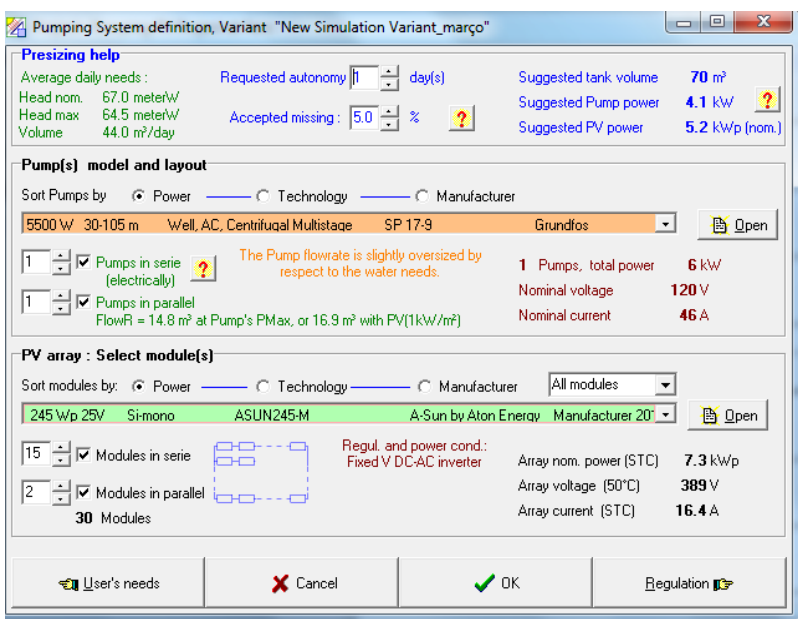 Pumping System definition, Variant "New Simulation Variant_março"
Presizing help
Average daily needs :
Head nom. 67.0 meterW
Head max 64.5 meterW
Volume 44.0 m³/day
Requested autonomy 1 day(s)
Accepted missing : 5.0 % ?
Suggested tank volume 70 m³
Suggested Pump power 4.1 kW ?
Suggested PV power 5.2 kWp (nom.)
Pump(s) model and layout
Sort Pumps by Power Technology Manufacturer
5500 W 30-105 m Well, AC, Centrifugal Multistage SP 17-9 Grundfos
Open
1 Pumps in serie
(electrically)
?
1 Pumps in parallel
FlowR = 14.8 m³ at Pump's PMax, or 16.9 m³ with PV(1kW/m²)
The Pump flowrate is slightly oversized by
respect to the water needs.
1 Pumps, total power 6 kW
Nominal voltage 120 V
Nominal current 46 A
PV array : Select module(s)
Sort modules by: Power Technology Manufacturer All modules
245 Wp 25V Si-mono ASUN245-M A-Sun by Aton Energy Manufacturer
Open
15 Modules in serie
2 Modules in parallel
30 Modules
Regul. and power cond.:
Fixed V DC-AC inverter
Array nom. power (STC) 7.3 kWp
Array voltage (50°C) 389 V
Array current (STC) 16.4 A
User's needs
Cancel
OK
Regulation